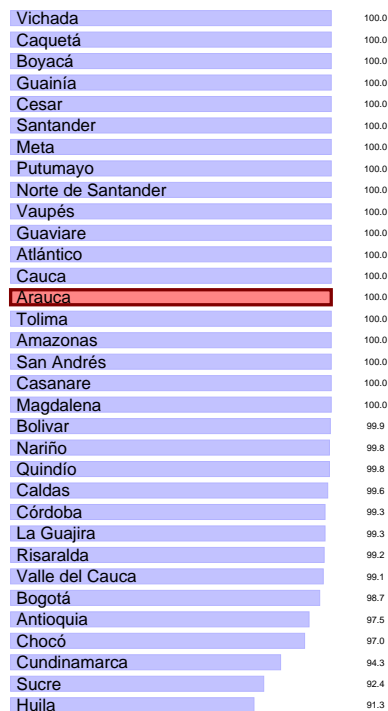 Vichada 100.0
Caquetá 100.0
Boyacá 100.0
Guainía 100.0
Cesar 100.0
Santander 100.0
Meta 100.0
Putumayo 100.0
Norte de Santander 100.0
Vaupés 100.0
Guaviare 100.0
Atlántico 100.0
Cauca 100.0
Arauca 100.0
Tolima 100.0
Amazonas 100.0
San Andrés 100.0
Casanare 100.0
Magdalena 100.0
Bolivar 99.9
Nariño 99.8
Quindío 99.8
Caldas 99.6
Córdoba 99.3
La Guajira 99.3
Risaralda 99.2
Valle del Cauca 99.1
Bogotá 98.7
Antioquia 97.5
Chocó 97.0
Cundinamarca 94.3
Sucre 92.4
Huila 91.3